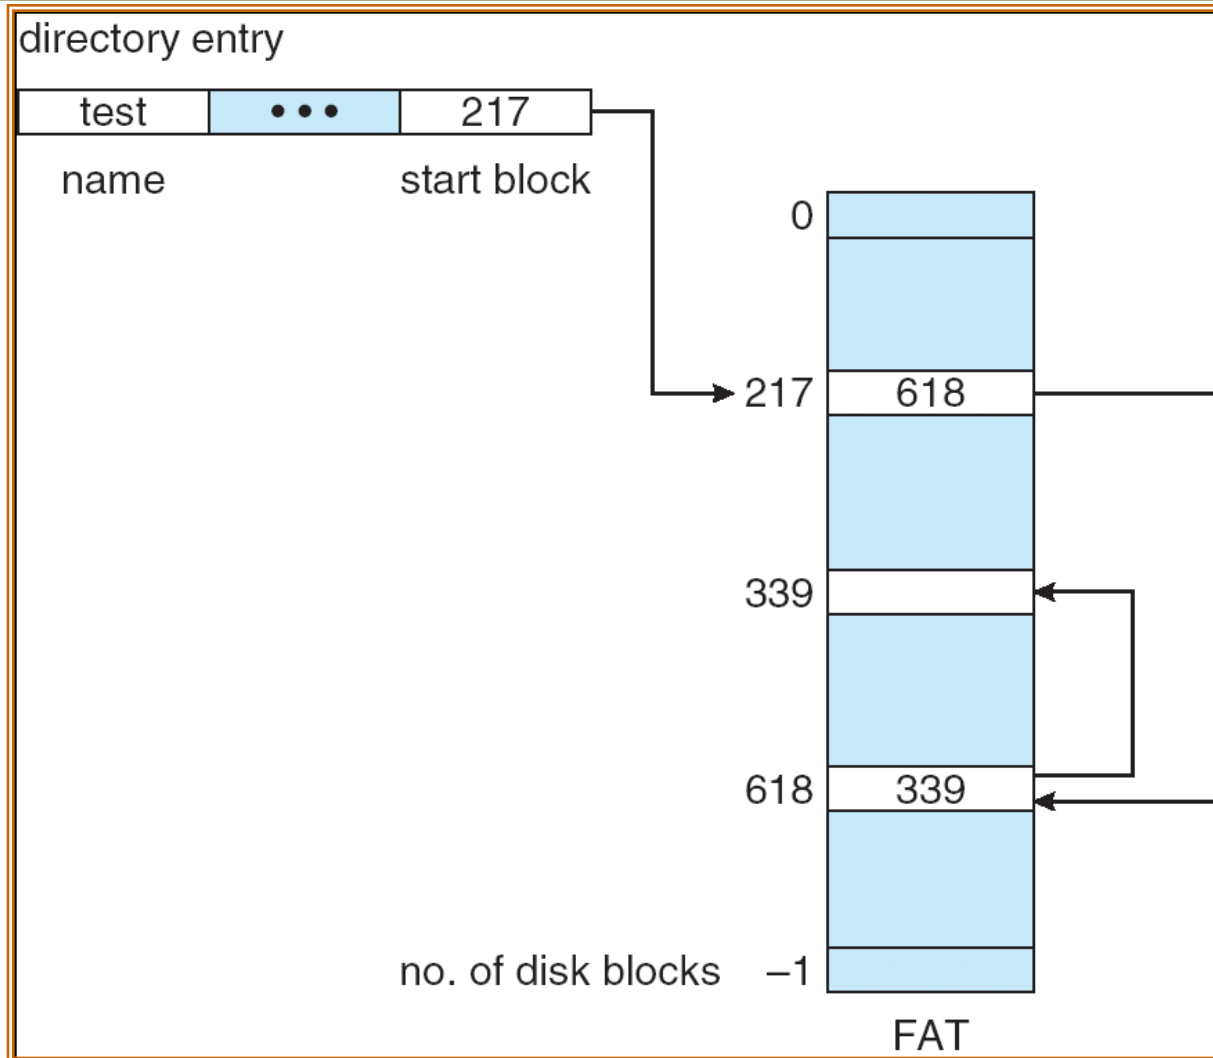 directory entry
test ••• 217
name start block
0
217 618
339
618 339
no. of disk blocks –1
FAT